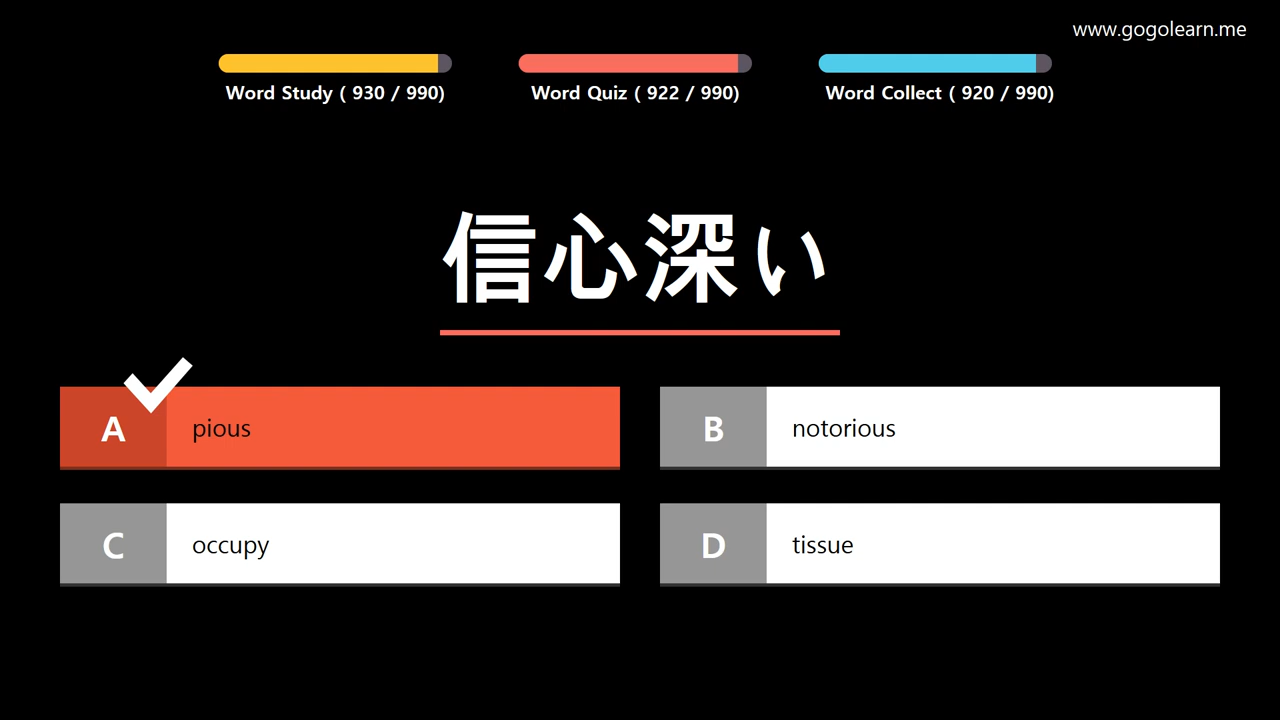 www.gogolearn.me
Word Study ( 930 / 990)
Word Quiz ( 922 / 990)
Word Collect ( 920 / 990)
信心深い
A pious
B notorious
C occupy
D tissue